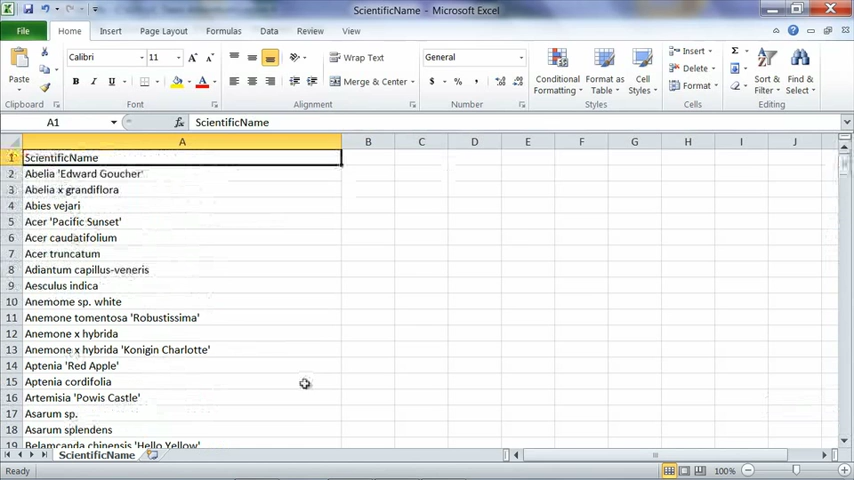 ScientificName - Microsoft Excel
File Home Insert Page Layout Formulas Data Review View
Paste
Clipboard
Calibri 11
B I U
Font
Wrap Text
Merge & Center
Alignment
General
$ % ,
Number
Conditional Formatting
Format as Table
Cell Styles
Styles
Insert
Delete
Format
Cells
Sort & Filter
Find & Select
Editing
A1 fx ScientificName
A B C D E F G H I J
1 ScientificName
2 Abelia 'Edward Goucher'
3 Abelia x grandiflora
4 Abies vejari
5 Acer 'Pacific Sunset'
6 Acer caudatifolium
7 Acer truncatum
8 Adiantum capillus-veneris
9 Aesculus indica
10 Anemome sp. white
11 Anemone tomentosa 'Robustissima'
12 Anemone x hybrida
13 Anemone x hybrida 'Konigin Charlotte'
14 Aptenia 'Red Apple'
15 Aptenia cordifolia
16 Artemisia 'Powis Castle'
17 Asarum sp.
18 Asarum splendens
19 Belamcanda chinensis 'Hello Yellow'
ScientificName
Ready 100%